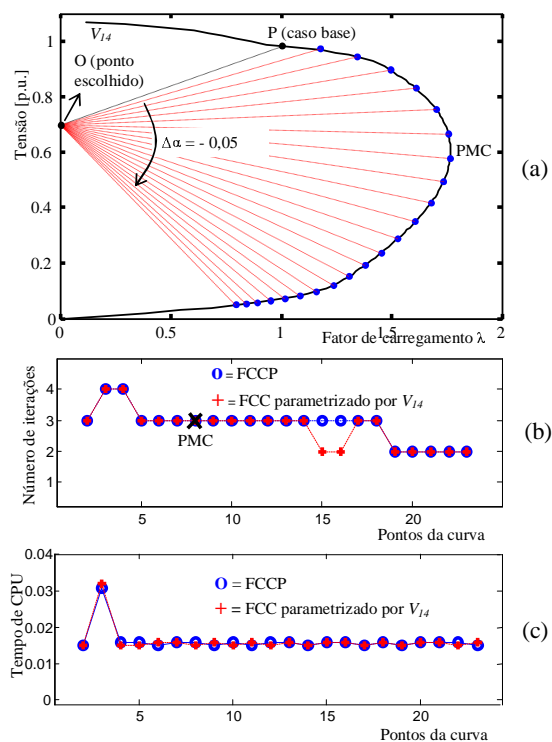 1
V14
P (caso base)
O (ponto
escolhido)
0.8
Tensão [p.u.]
0.6
Δα = - 0,05
PMC
(a)
0.4
0.2
0
0
0.5
1
1.5
2
Fator de carregamento λ
4
3
2
1
Número de iterações
O = FCCP
+ = FCC parametrizado por V14
PMC
(b)
5
10
15
20
Pontos da curva
0.04
0.03
0.02
0.01
0
Tempo de CPU
O = FCCP
+ = FCC parametrizado por V14
(c)
5
10
15
20
Pontos da curva